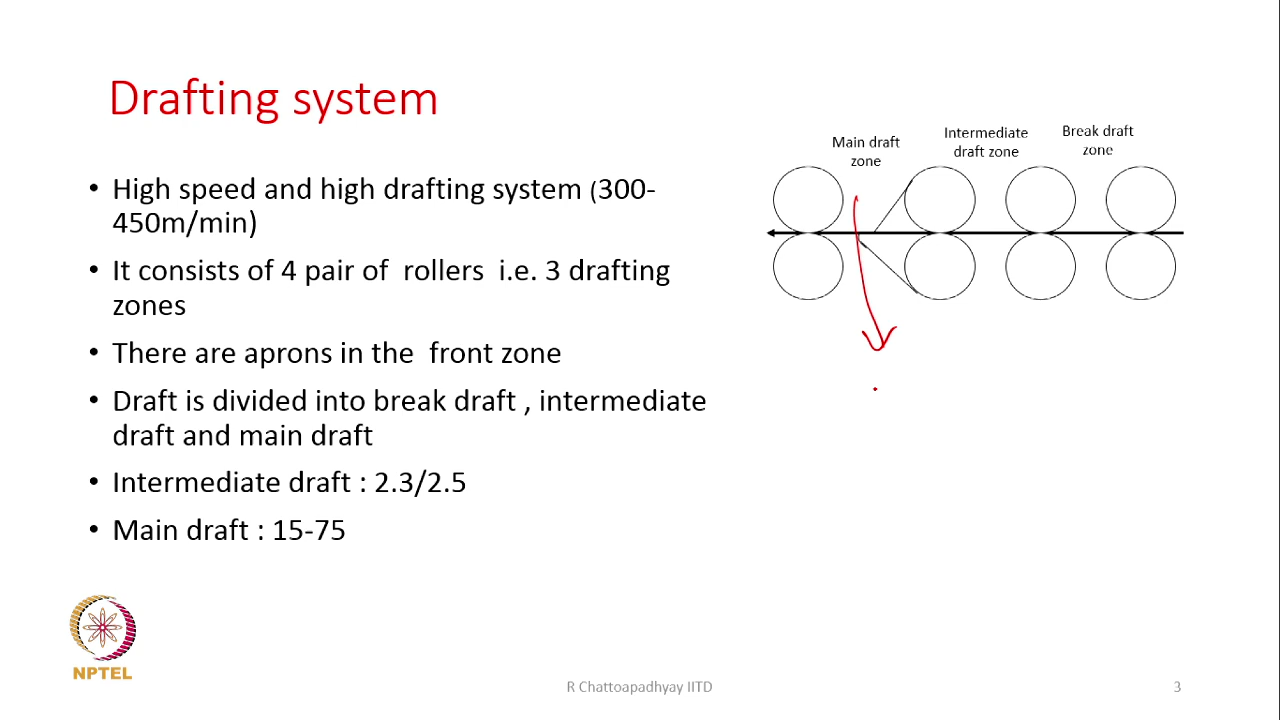 Drafting system
• High speed and high drafting system (300-
450m/min)
• It consists of 4 pair of rollers i.e. 3 drafting
zones
• There are aprons in the front zone
• Draft is divided into break draft , intermediate
draft and main draft
• Intermediate draft : 2.3/2.5
• Main draft : 15-75
Main draft
zone
Intermediate
draft zone
Break draft
zone
NPTEL
R Chattoapadhyay IITD
3